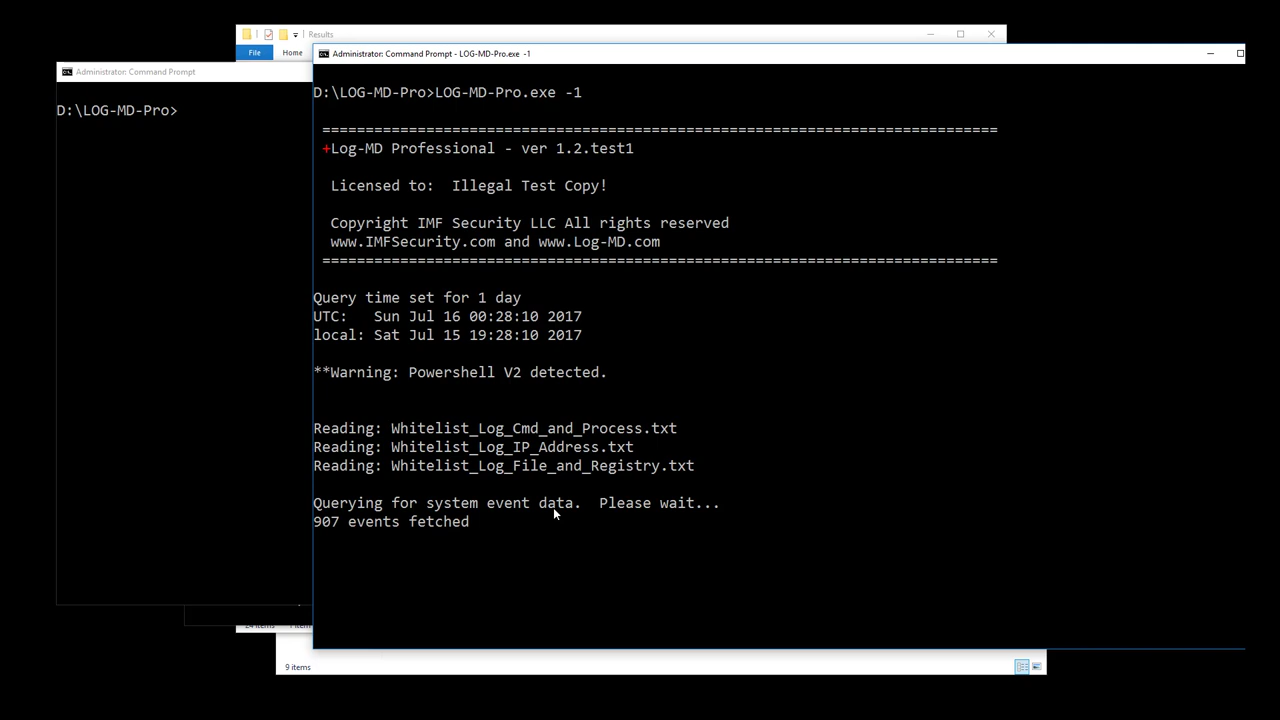 Results
File Home
Administrator: Command Prompt - LOG-MD-Pro.exe -1
Administrator: Command Prompt
D:\LOG-MD-Pro>
D:\LOG-MD-Pro>LOG-MD-Pro.exe -1
=============================================================================
+Log-MD Professional - ver 1.2.test1
Licensed to:  Illegal Test Copy!
Copyright IMF Security LLC All rights reserved
www.IMFSecurity.com and www.Log-MD.com
=============================================================================
Query time set for 1 day
UTC:   Sun Jul 16 00:28:10 2017
local: Sat Jul 15 19:28:10 2017
**Warning: Powershell V2 detected.
Reading: Whitelist_Log_Cmd_and_Process.txt
Reading: Whitelist_Log_IP_Address.txt
Reading: Whitelist_Log_File_and_Registry.txt
Querying for system event data.  Please wait...
907 events fetched
9 items